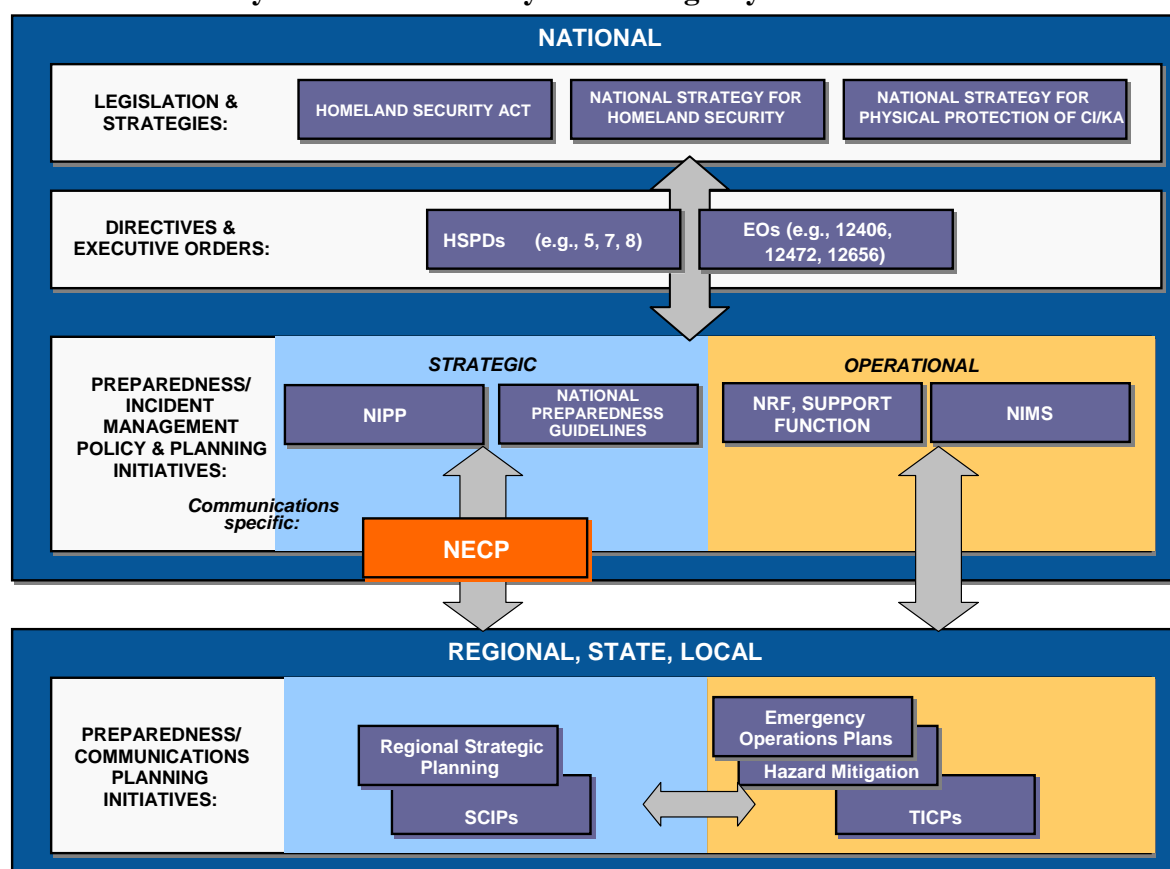 NATIONAL
LEGISLATION &
STRATEGIES:
HOMELAND SECURITY ACT
NATIONAL STRATEGY FOR
HOMELAND SECURITY
NATIONAL STRATEGY FOR
PHYSICAL PROTECTION OF CI/KA
DIRECTIVES &
EXECUTIVE ORDERS:
HSPDs (e.g., 5, 7, 8)
EOs (e.g., 12406,
12472, 12656)
PREPAREDNESS/
INCIDENT
MANAGEMENT
POLICY & PLANNING
INITIATIVES:
STRATEGIC
NIPP
NATIONAL
PREPAREDNESS
GUIDELINES
OPERATIONAL
NRF, SUPPORT
FUNCTION
NIMS
Communications
specific:
NECP
REGIONAL, STATE, LOCAL
PREPAREDNESS/
COMMUNICATIONS
PLANNING
INITIATIVES:
Regional Strategic
Planning
SCIPs
Emergency
Operations Plans
Hazard Mitigation
TICPs